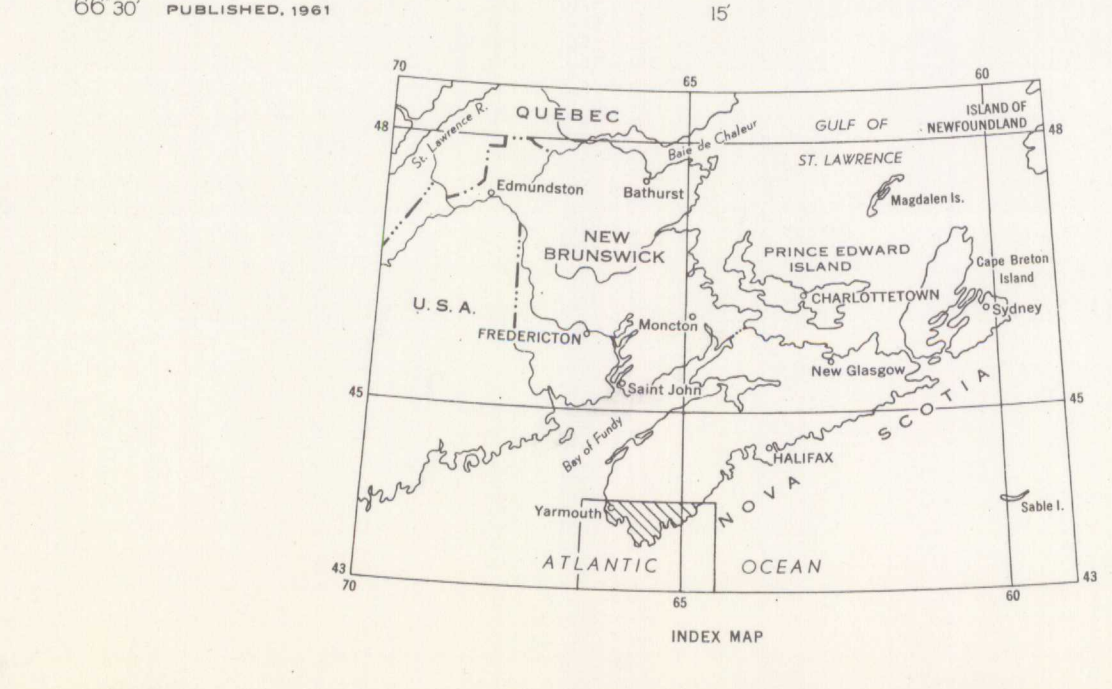 66°30′ PUBLISHED, 1961
15′
70
65
60
QUEBEC
ISLAND OF
NEWFOUNDLAND
48
St. Lawrence R.
Baie de Chaleur
GULF OF
48
ST. LAWRENCE
Edmundston
Bathurst
Magdalen Is.
NEW
BRUNSWICK
PRINCE EDWARD
ISLAND
Cape Breton
Island
U.S.A.
CHARLOTTETOWN
Sydney
FREDERICTON
Moncton
New Glasgow
Saint John
45
45
Bay of Fundy
HALIFAX
NOVA SCOTIA
Yarmouth
Sable I.
ATLANTIC OCEAN
43
43
70
65
60
INDEX MAP